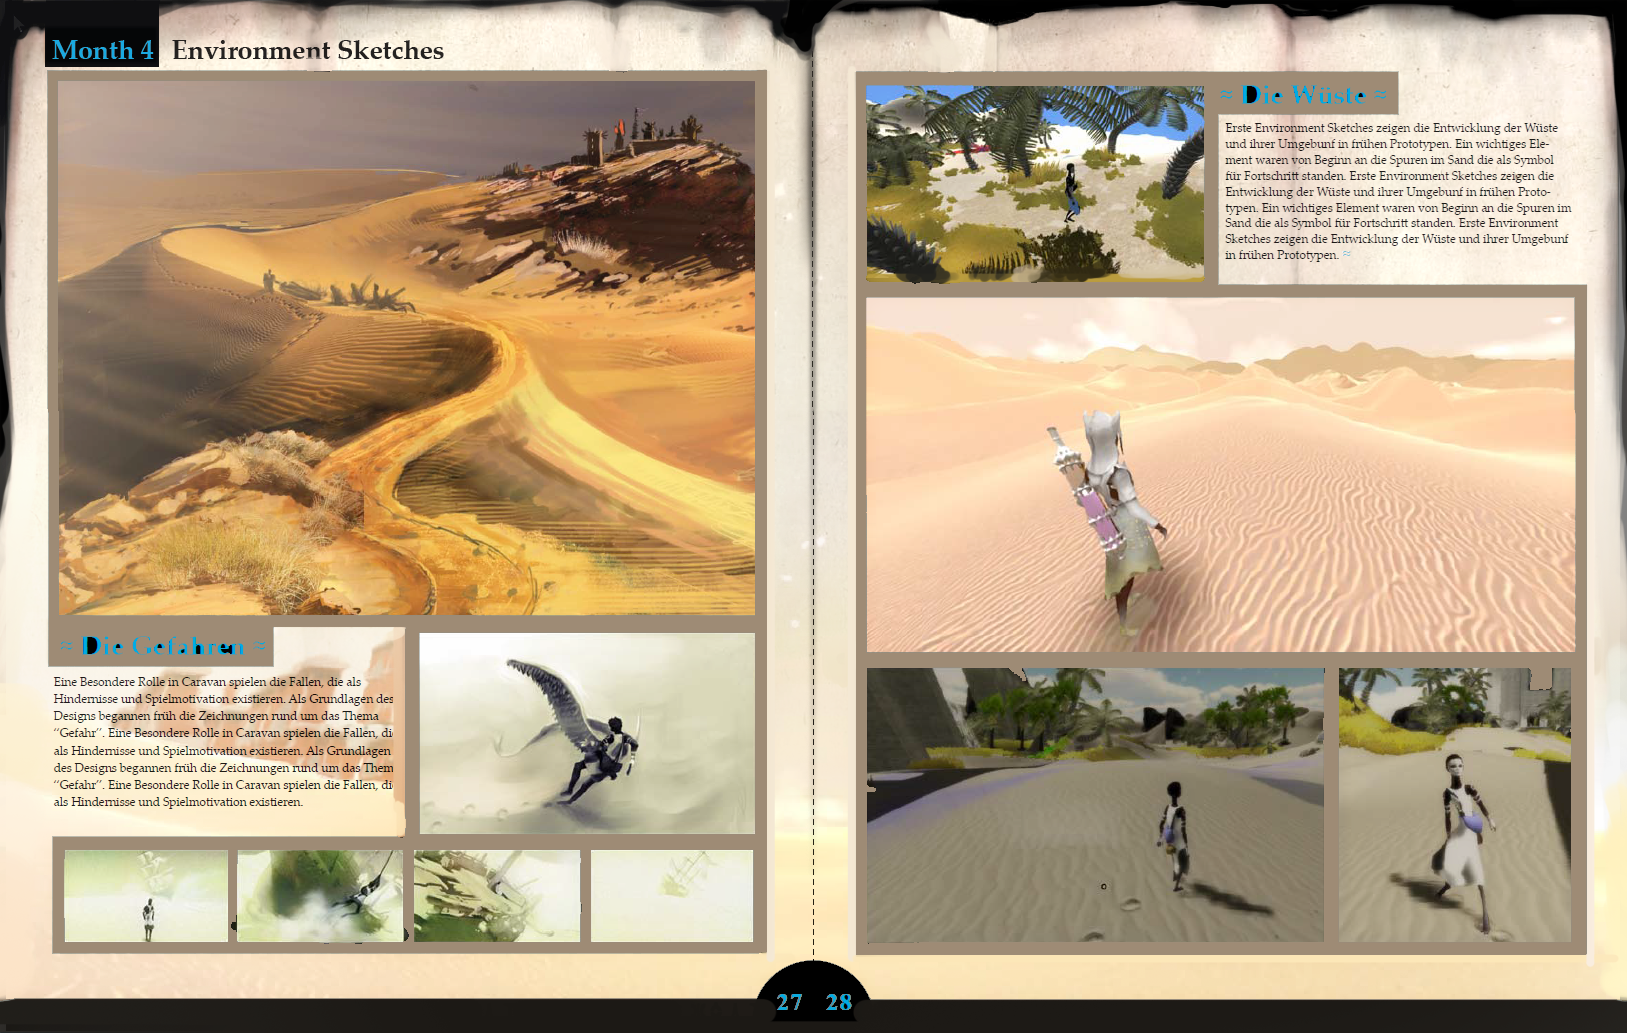 Month 4 Environment Sketches
≈ Die Gefahren ≈
Eine Besondere Rolle in Caravan spielen die Fallen, die als
Hindernisse und Spielmotivation existieren. Als Grundlagen des
Designs begannen früh die Zeichnungen rund um das Thema
“Gefahr”. Eine Besondere Rolle in Caravan spielen die Fallen, di
als Hindernisse und Spielmotivation existieren. Als Grundlagen
des Designs begannen früh die Zeichnungen rund um das Them
“Gefahr”. Eine Besondere Rolle in Caravan spielen die Fallen, di
als Hindernisse und Spielmotivation existieren.
≈ Die Wüste ≈
Erste Environment Sketches zeigen die Entwicklung der Wüste
und ihrer Umgebunf in frühen Prototypen. Ein wichtiges Ele-
ment waren von Beginn an die Spuren im Sand die als Symbol
für Fortschritt standen. Erste Environment Sketches zeigen die
Entwicklung der Wüste und ihrer Umgebunf in frühen Proto-
typen. Ein wichtiges Element waren von Beginn an die Spuren im
Sand die als Symbol für Fortschritt standen. Erste Environment
Sketches zeigen die Entwicklung der Wüste und ihrer Umgebunf
in frühen Prototypen. ≈
27 28